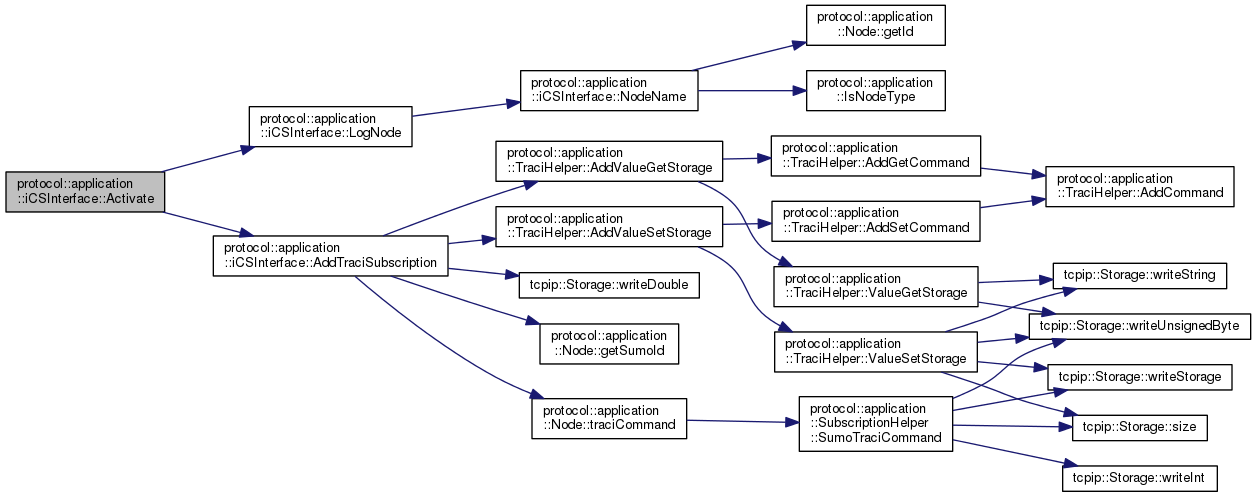 protocol::application
::iCSInterface::Activate
protocol::application
::iCSInterface::LogNode
protocol::application
::iCSInterface::AddTraciSubscription
protocol::application
::iCSInterface::NodeName
protocol::application
::TraciHelper::AddValueGetStorage
protocol::application
::TraciHelper::AddValueSetStorage
tcpip::Storage::writeDouble
protocol::application
::Node::getSumoId
protocol::application
::Node::traciCommand
protocol::application
::Node::getId
protocol::application
::IsNodeType
protocol::application
::TraciHelper::AddGetCommand
protocol::application
::TraciHelper::AddSetCommand
protocol::application
::TraciHelper::ValueGetStorage
protocol::application
::TraciHelper::ValueSetStorage
protocol::application
::SubscriptionHelper
::SumoTraciCommand
protocol::application
::TraciHelper::AddCommand
tcpip::Storage::writeString
tcpip::Storage::writeUnsignedByte
tcpip::Storage::writeStorage
tcpip::Storage::size
tcpip::Storage::writeInt